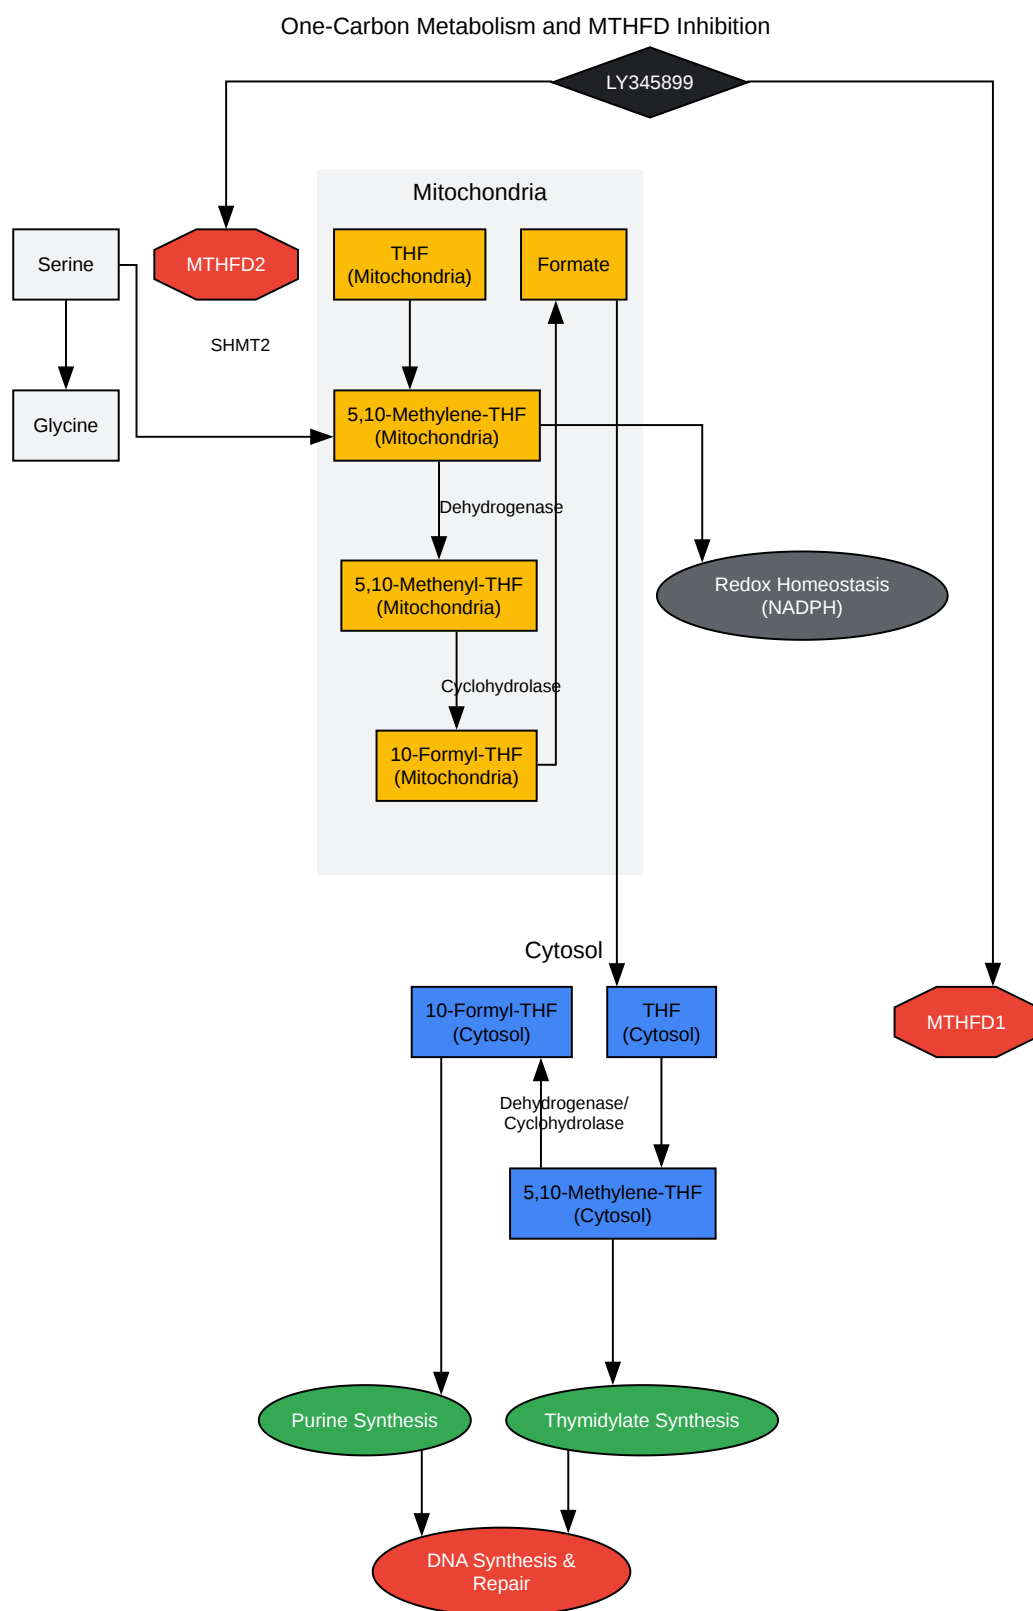 One-Carbon Metabolism and MTHFD Inhibition
LY345899
Mitochondria
Serine
MTHFD2
THF
(Mitochondria)
Formate
SHMT2
Glycine
5,10-Methylene-THF
(Mitochondria)
Dehydrogenase
5,10-Methenyl-THF
(Mitochondria)
Redox Homeostasis
(NADPH)
Cyclohydrolase
10-Formyl-THF
(Mitochondria)
Cytosol
10-Formyl-THF
(Cytosol)
THF
(Cytosol)
MTHFD1
Dehydrogenase/
Cyclohydrolase
5,10-Methylene-THF
(Cytosol)
Purine Synthesis
Thymidylate Synthesis
DNA Synthesis &
Repair